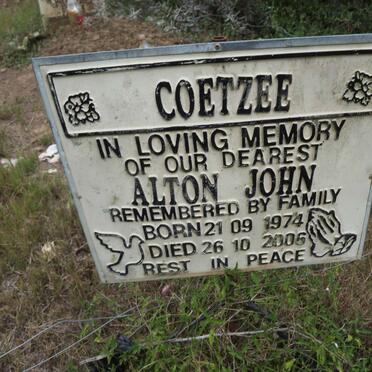 COETZEE
IN LOVING MEMORY
OF OUR DEAREST
ALTON JOHN
REMEMBERED BY FAMILY
BORN 21 09 1974
DIED 26 10 2006
REST IN PEACE